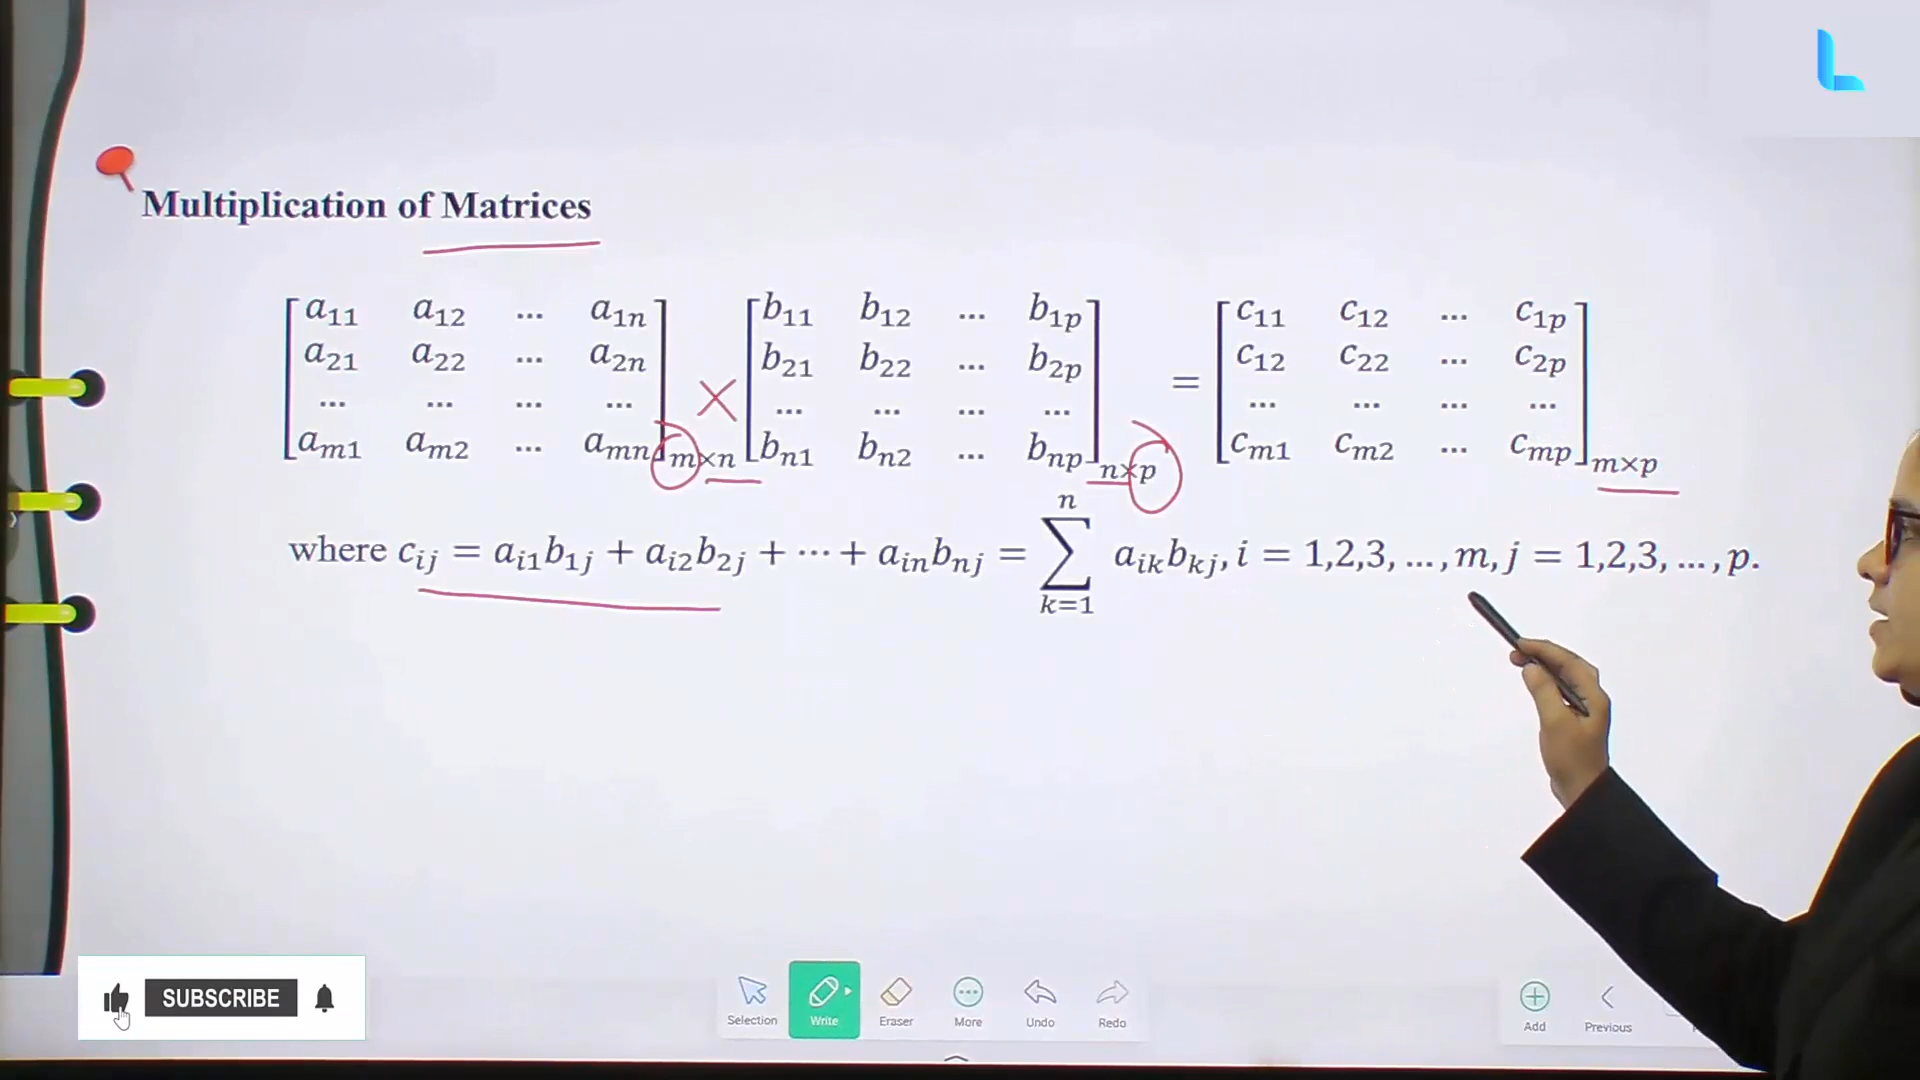 Multiplication of Matrices
[a₁₁ a₁₂ ... a₁ₙ] × [b₁₁ b₁₂ ... b₁ₚ] = [c₁₁ c₁₂ ... c₁ₚ]
[a₂₁ a₂₂ ... a₂ₙ] [b₂₁ b₂₂ ... b₂ₚ] [c₁₂ c₂₂ ... c₂ₚ]
[... ... ... ...] [... ... ... ...] [... ... ... ...]
[aₘ₁ aₘ₂ ... aₘₙ]ₘ×ₙ [bₙ₁ bₙ₂ ... bₙₚ]ₙ×ₚ [cₘ₁ cₘ₂ ... cₘₚ]ₘ×ₚ
where cᵢⱼ = aᵢ₁b₁ⱼ + aᵢ₂b₂ⱼ + ⋯ + aᵢₙbₙⱼ = ∑ₖ₌₁ⁿ aᵢₖbₖⱼ, i = 1,2,3, ..., m, j = 1,2,3, ..., p.
SUBSCRIBE
Selection Write Eraser More Undo Redo Add Previous